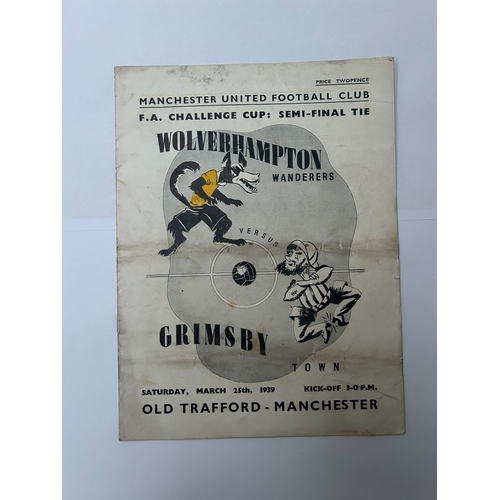 PRICE TWOPENCE
MANCHESTER UNITED FOOTBALL CLUB
F.A. CHALLENGE CUP: SEMI-FINAL TIE
WOLVERHAMPTON
WANDERERS
VERSUS
GRIMSBY
TOWN
SATURDAY, MARCH 25th, 1939 KICK-OFF 3-0 P.M.
OLD TRAFFORD - MANCHESTER